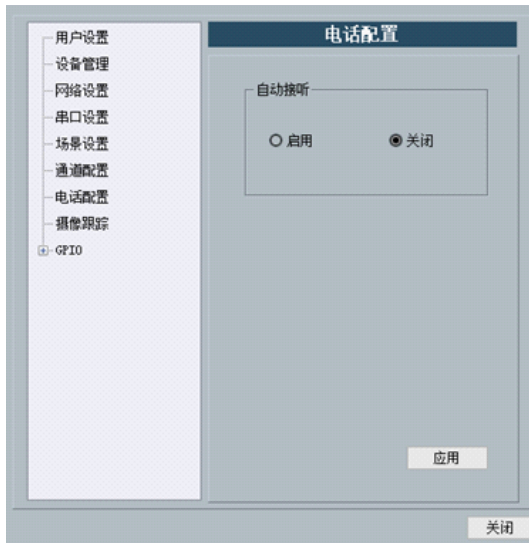 用户设置
设备管理
网络设置
串口设置
场景设置
通道配置
电话配置
摄像跟踪
GPIO
电话配置
自动接听
启用
关闭
应用
关闭